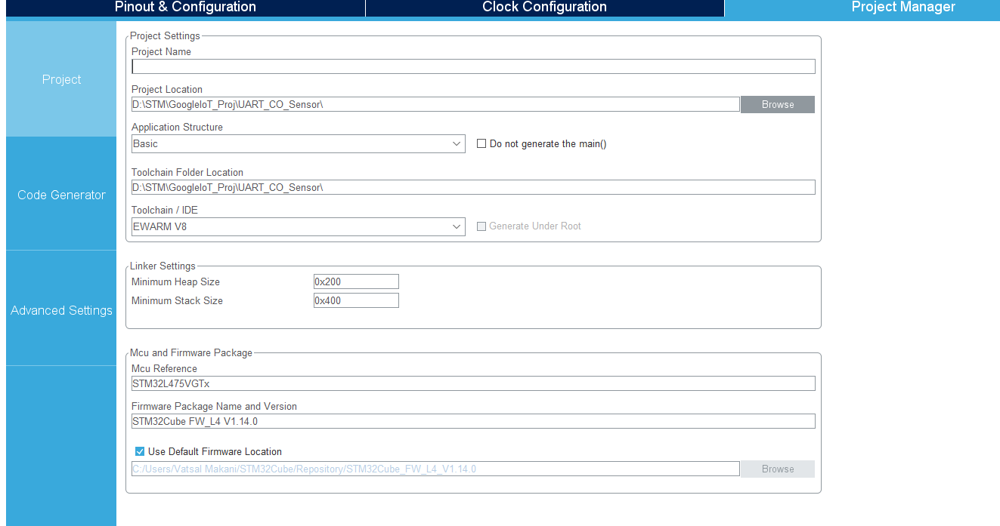 Pinout & Configuration Clock Configuration Project Manager
Project
Code Generator
Advanced Settings
Project Settings
Project Name
Project Location
D:\STM\GoogleIoT_Proj\UART_CO_Sensor\ Browse
Application Structure
Basic Do not generate the main()
Toolchain Folder Location
D:\STM\GoogleIoT_Proj\UART_CO_Sensor\
Toolchain / IDE
EWARM V8 Generate Under Root
Linker Settings
Minimum Heap Size 0x200
Minimum Stack Size 0x400
Mcu and Firmware Package
Mcu Reference
STM32L475VGTx
Firmware Package Name and Version
STM32Cube FW_L4 V1.14.0
Use Default Firmware Location
C:/Users/Vatsal Makani/STM32Cube/Repository/STM32Cube_FW_L4_V1.14.0 Browse